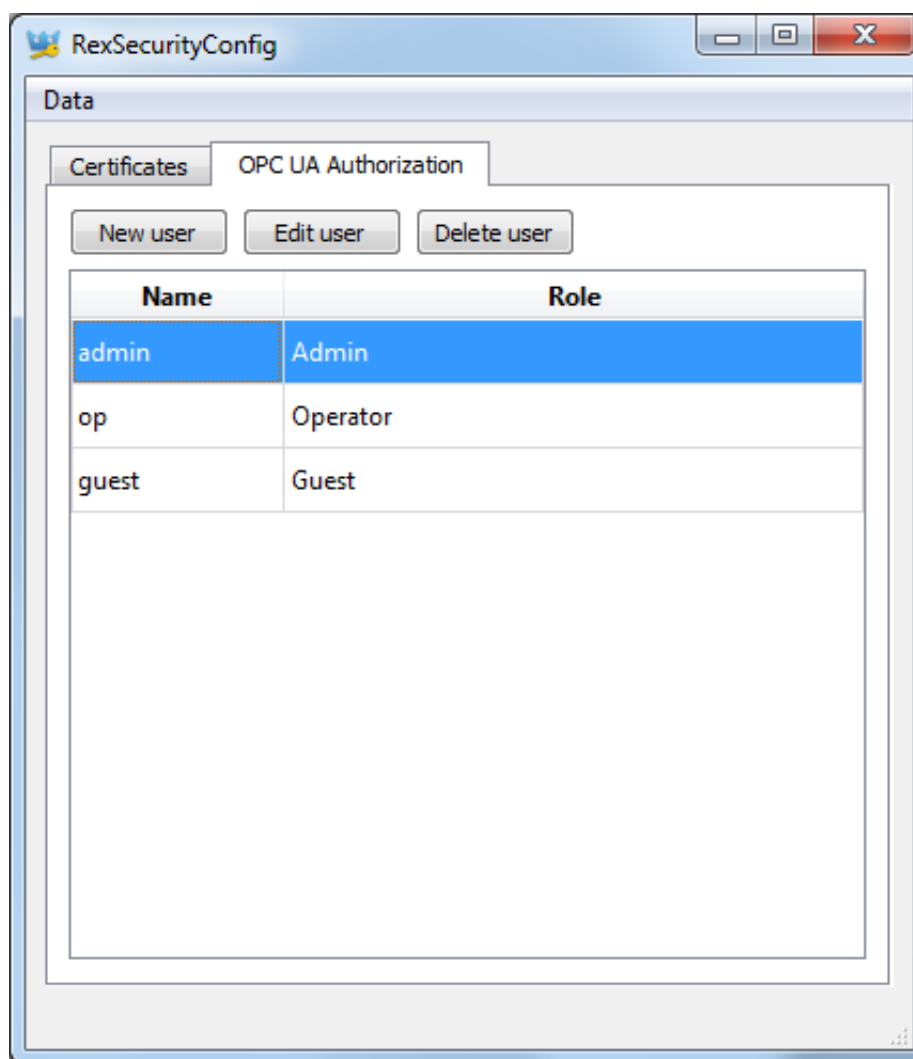 RexSecurityConfig
Data
Certificates OPC UA Authorization
New user Edit user Delete user
Name Role
admin Admin
op Operator
guest Guest